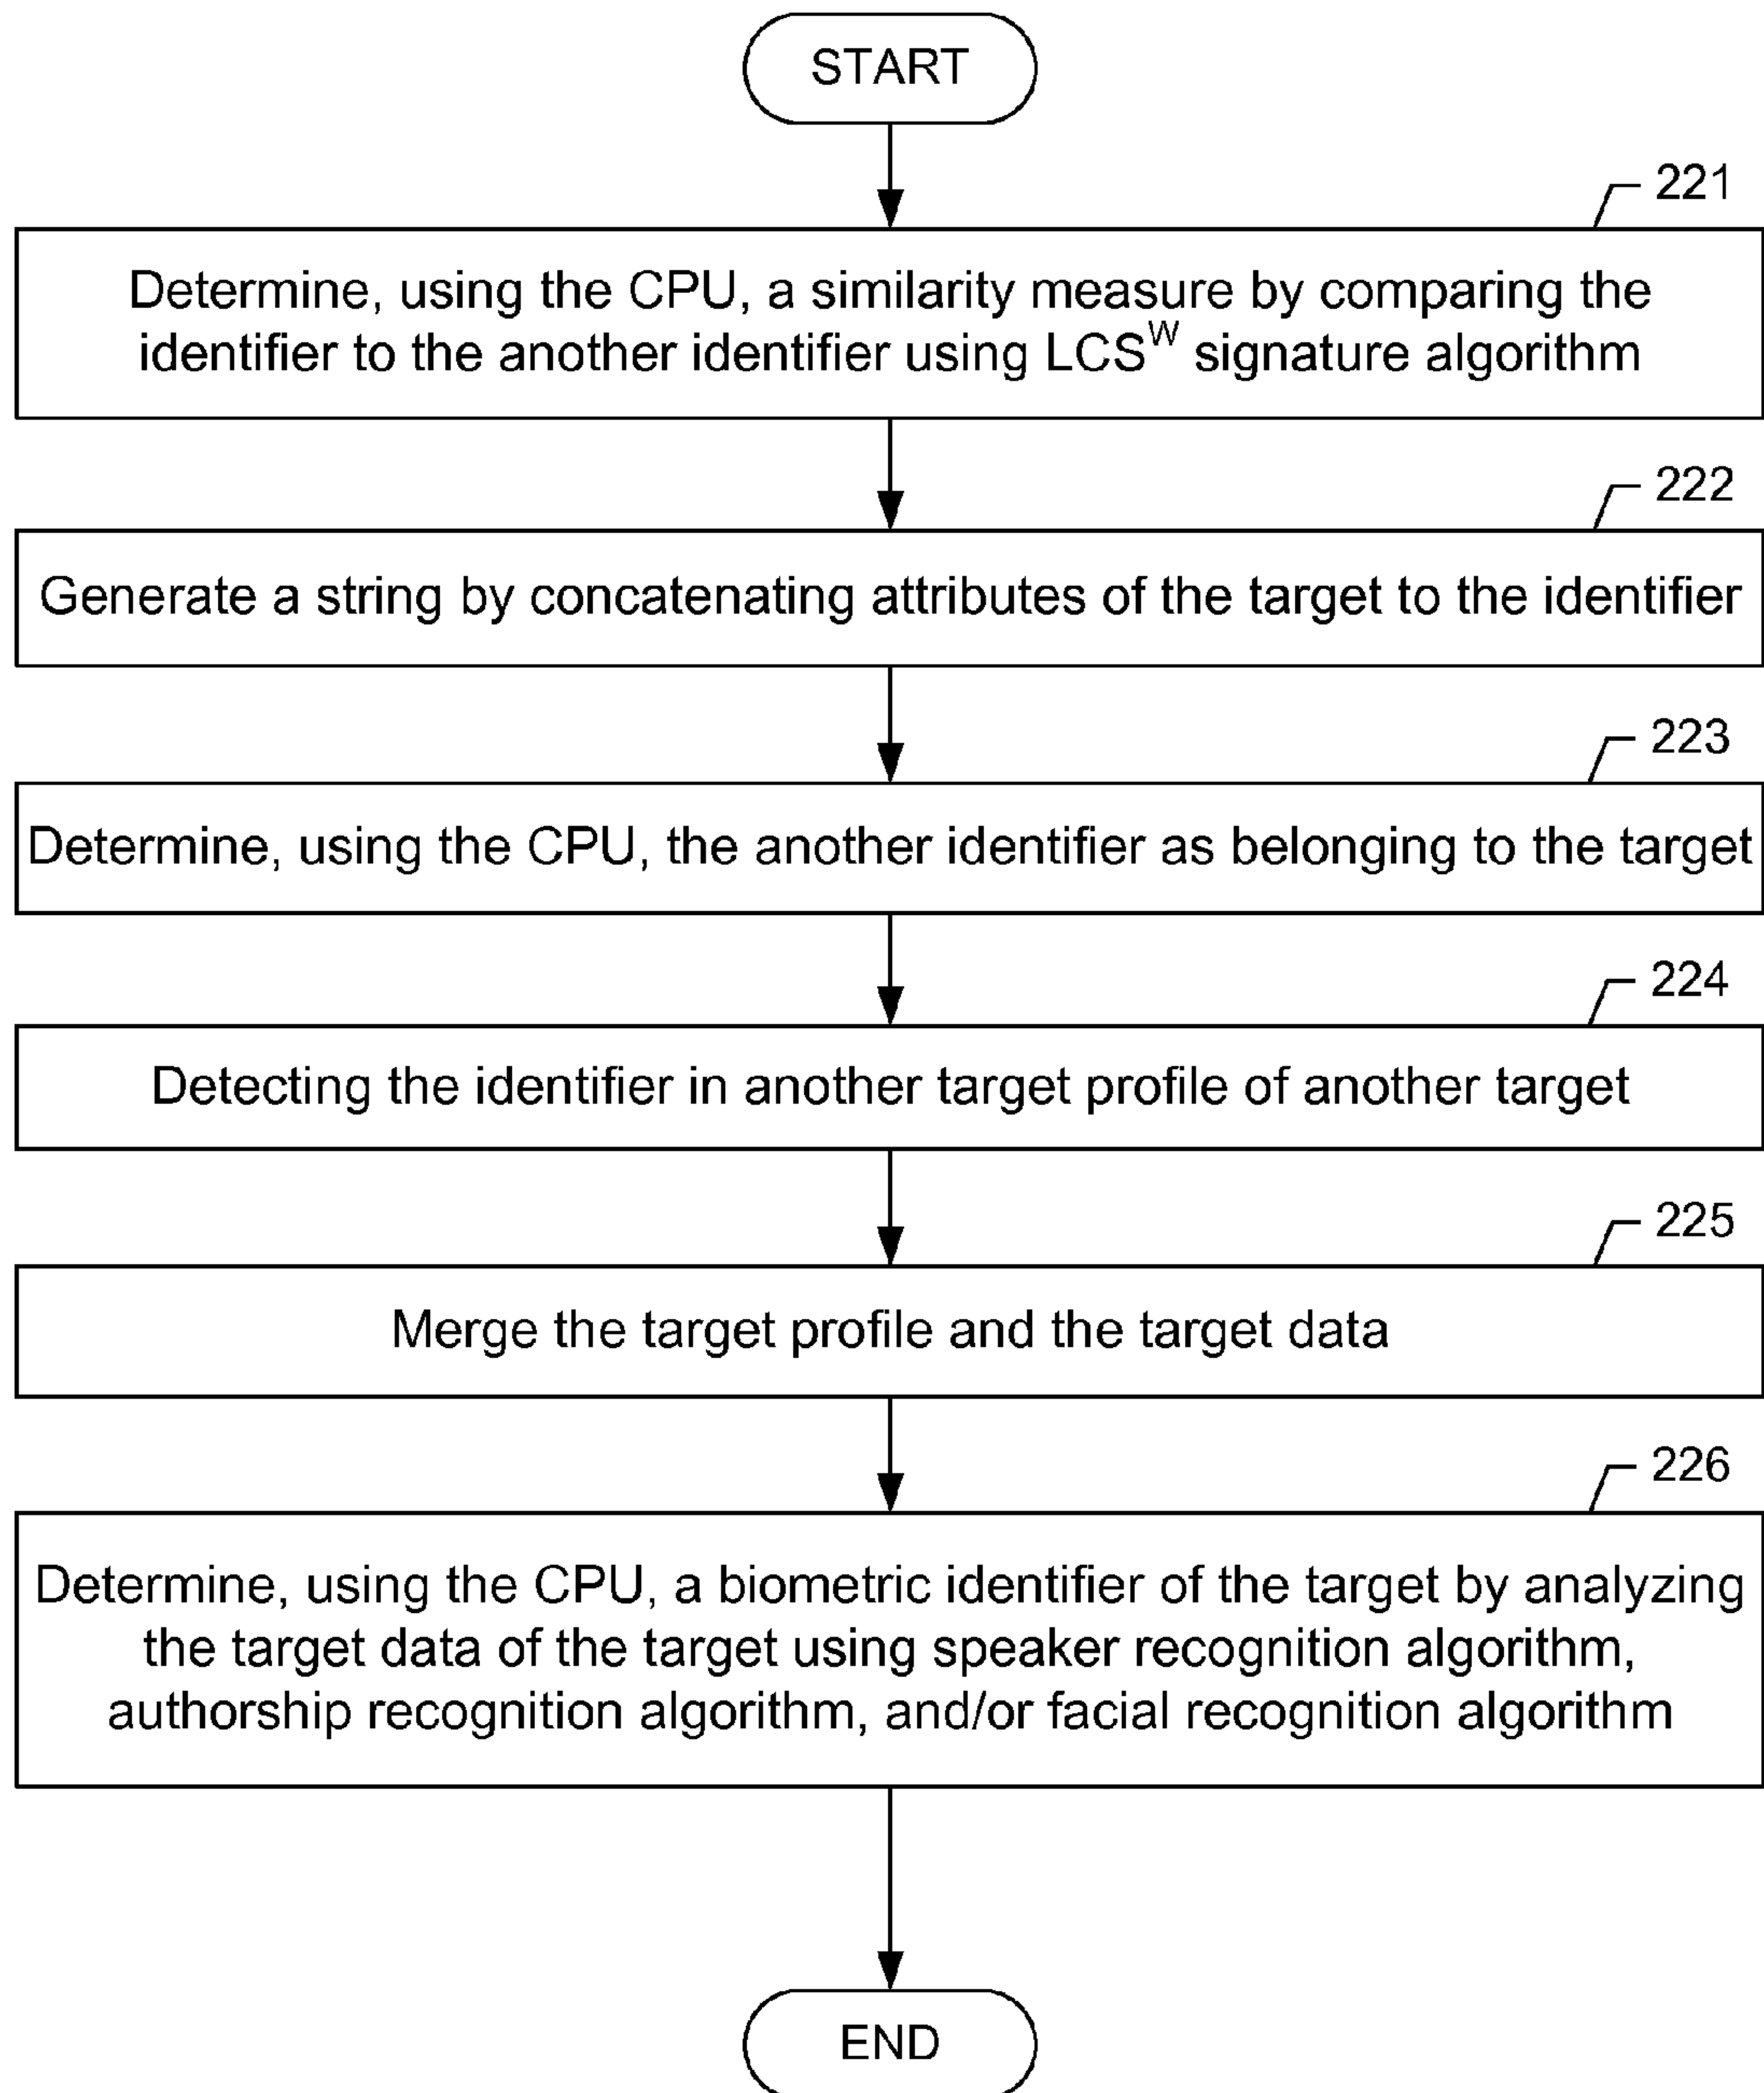 START
221
Determine, using the CPU, a similarity measure by comparing the
identifier to the another identifier using LCS^W signature algorithm
222
Generate a string by concatenating attributes of the target to the identifier
223
Determine, using the CPU, the another identifier as belonging to the target
224
Detecting the identifier in another target profile of another target
225
Merge the target profile and the target data
226
Determine, using the CPU, a biometric identifier of the target by analyzing
the target data of the target using speaker recognition algorithm,
authorship recognition algorithm, and/or facial recognition algorithm
END